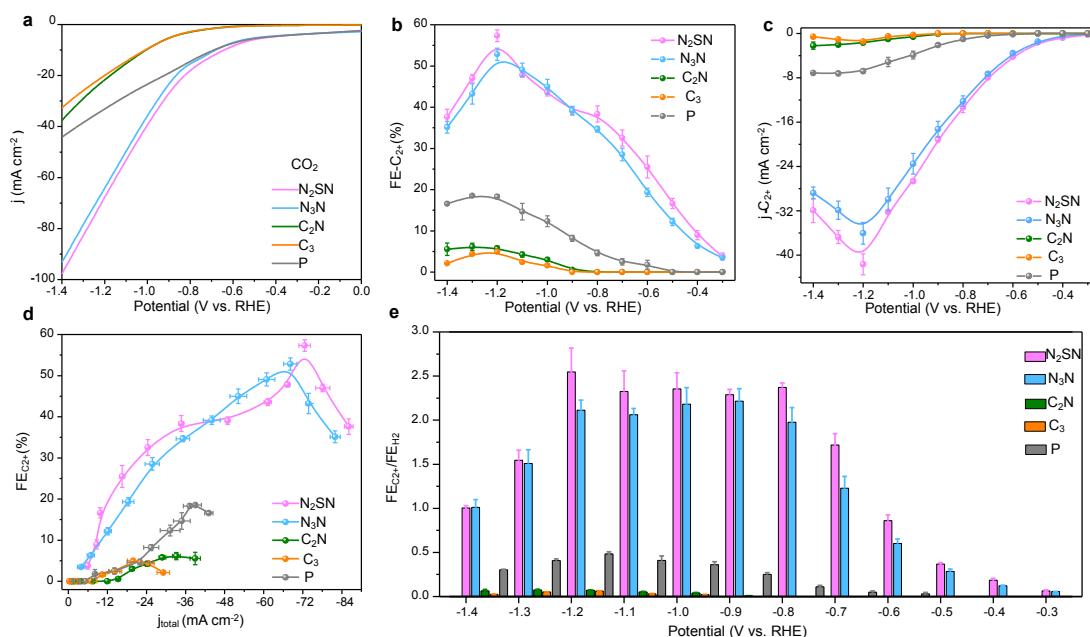 a
j (mA cm⁻²)
0
-20
-40
-60
-80
-100
CO₂
N₂SN
N₃N
C₂N
C₃
P
-1.4 -1.2 -1.0 -0.8 -0.6 -0.4 -0.2 0.0
Potential (V vs. RHE)
b
FE-C₂₊(%)
60
50
40
30
20
10
0
N₂SN
N₃N
C₂N
C₃
P
-1.4 -1.2 -1.0 -0.8 -0.6 -0.4
Potential (V vs. RHE)
c
j-C₂₊ (mA cm⁻²)
0
-8
-16
-24
-32
-40
N₂SN
N₃N
C₂N
C₃
P
-1.4 -1.2 -1.0 -0.8 -0.6 -0.4
Potential (V vs. RHE)
d
FE_C2+(%)
60
50
40
30
20
10
0
N₂SN
N₃N
C₂N
C₃
P
0 -12 -24 -36 -48 -60 -72 -84
j_total (mA cm⁻²)
e
FE_C2+/FE_H2
3.0
2.5
2.0
1.5
1.0
0.5
0.0
N₂SN
N₃N
C₂N
C₃
P
-1.4 -1.3 -1.2 -1.1 -1.0 -0.9 -0.8 -0.7 -0.6 -0.5 -0.4 -0.3
Potential (V vs. RHE)